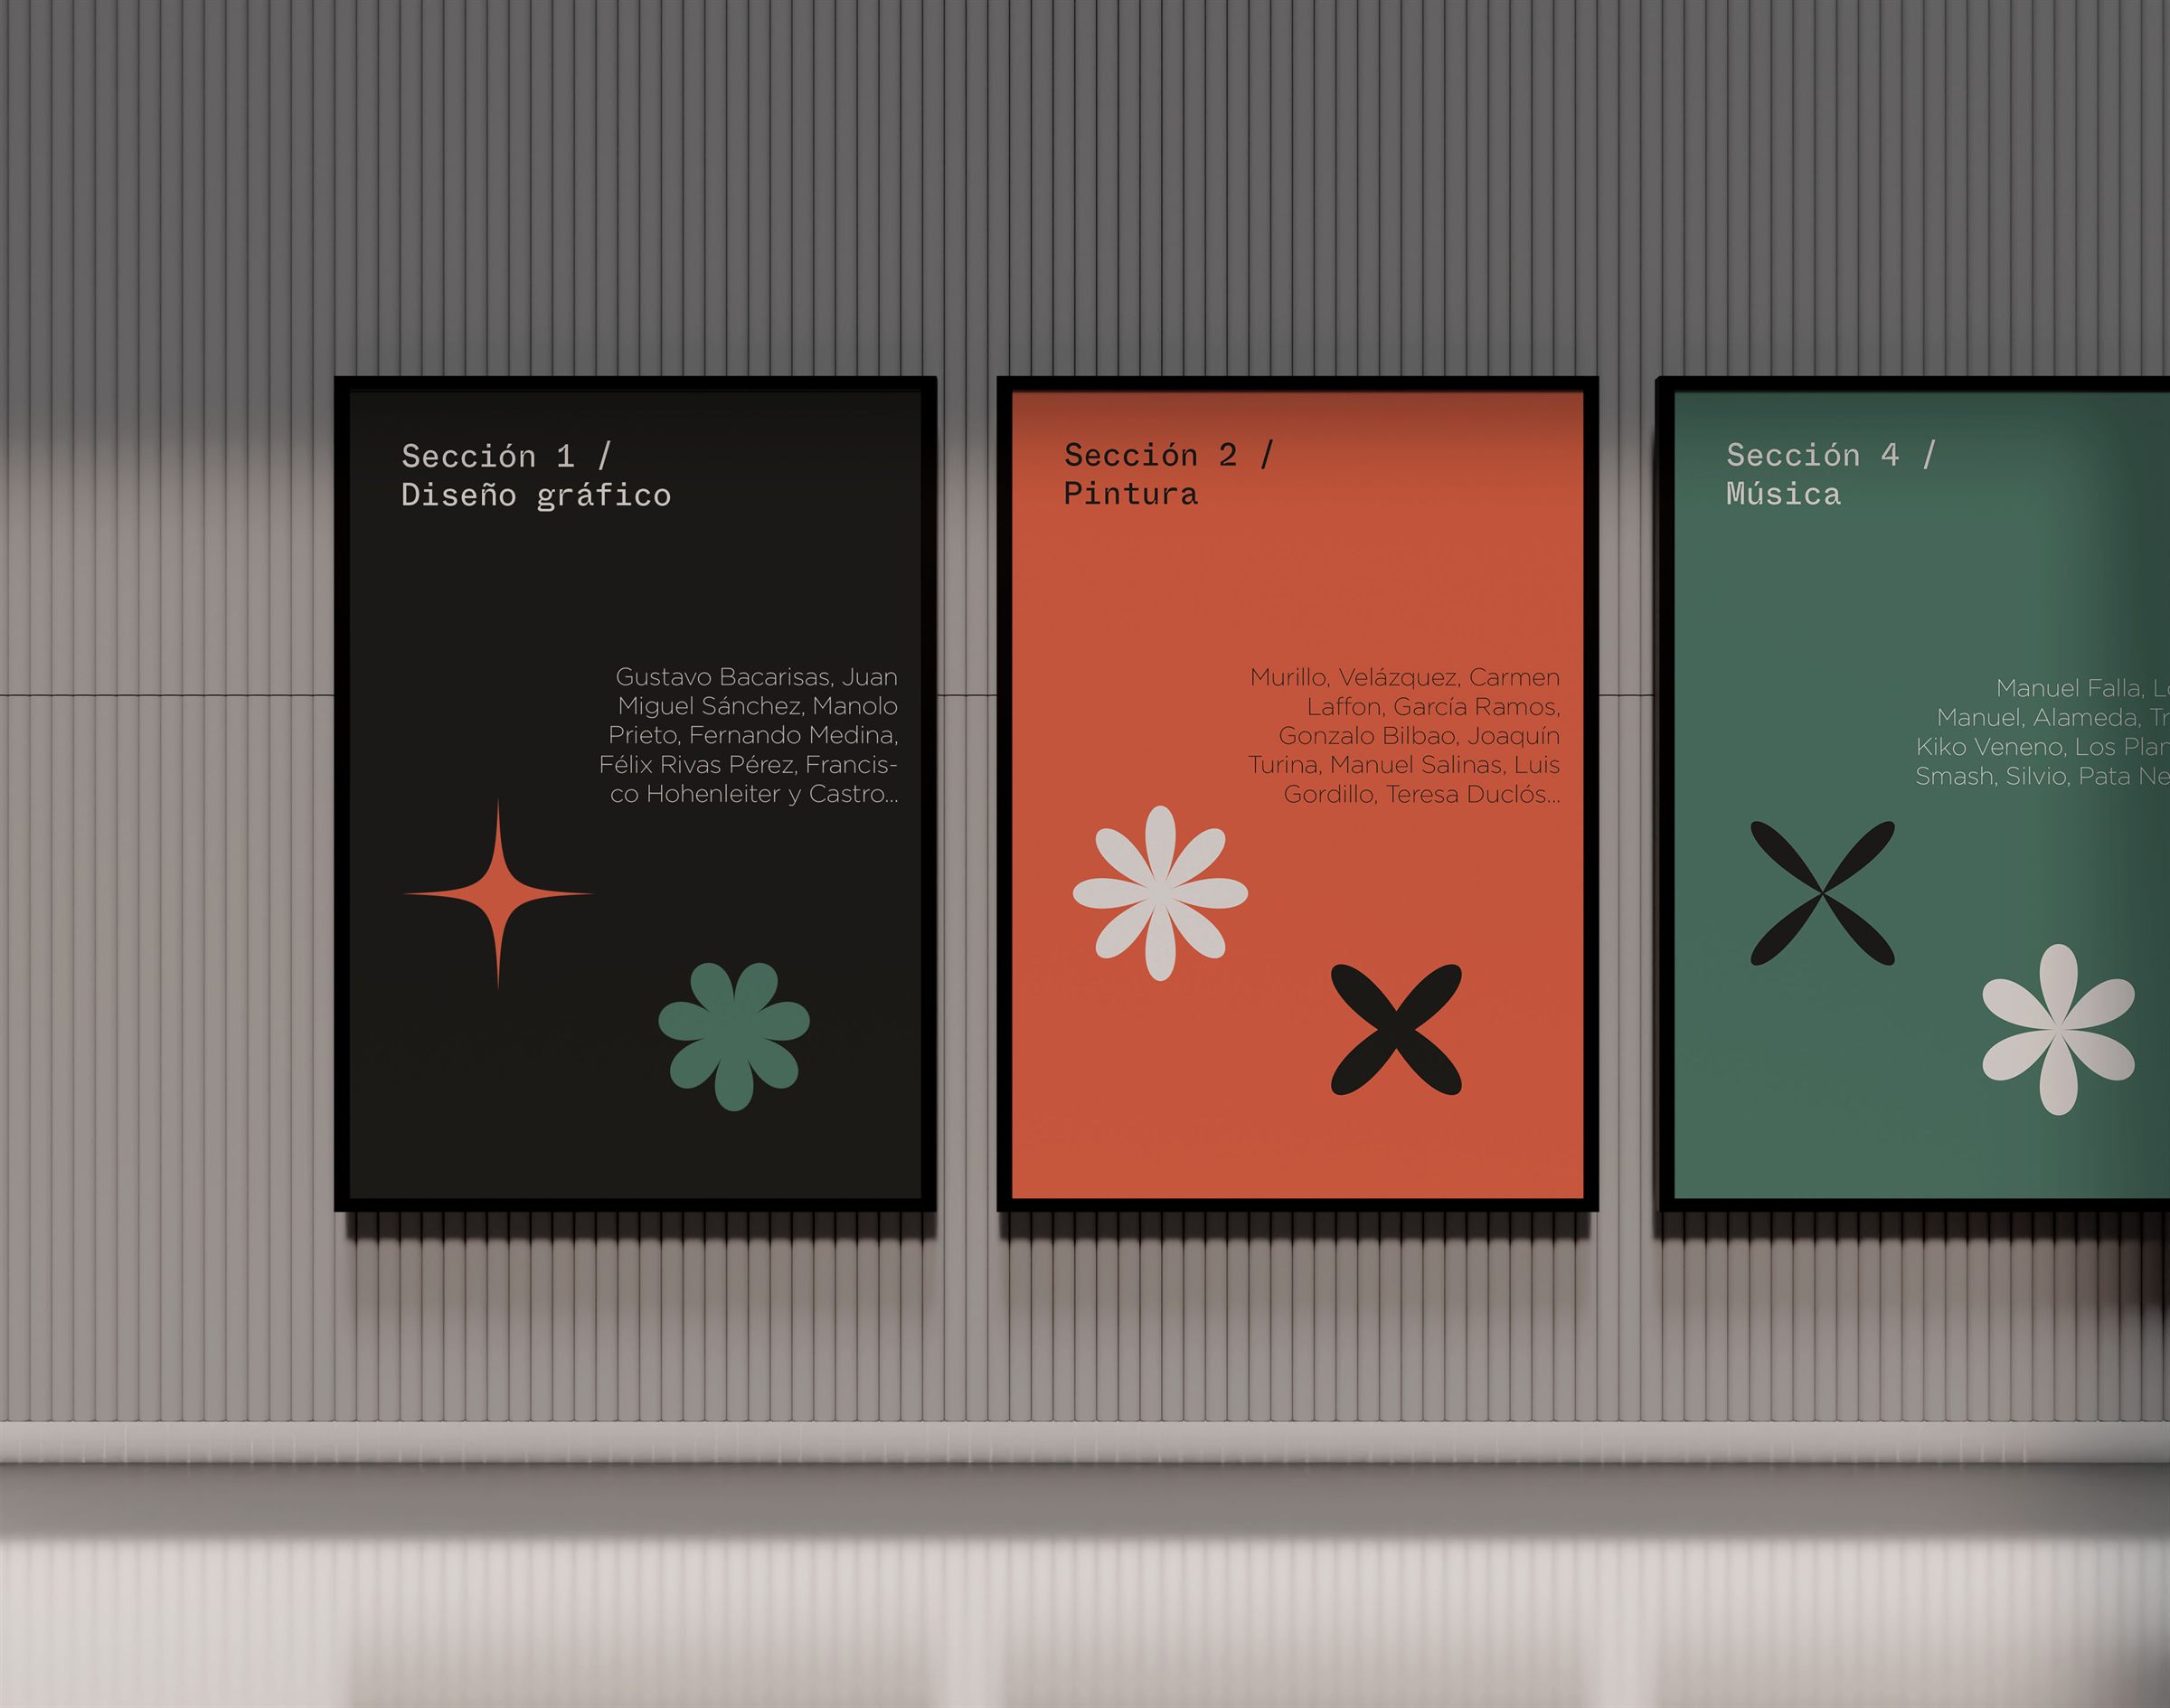 Sección 1 /
Diseño gráfico
Gustavo Bacarisas, Juan
Miguel Sánchez, Manolo
Prieto, Fernando Medina,
Félix Rivas Pérez, Francis-
co Hohenleiter y Castro...
Sección 2 /
Pintura
Murillo, Velázquez, Carmen
Laffon, García Ramos,
Gonzalo Bilbao, Joaquín
Turina, Manuel Salinas, Luis
Gordillo, Teresa Duclós...
Sección 4 /
Música
Manuel Falla,
Manuel, Alameda,
Kiko Veneno, Los
Smash, Silvio, Pata